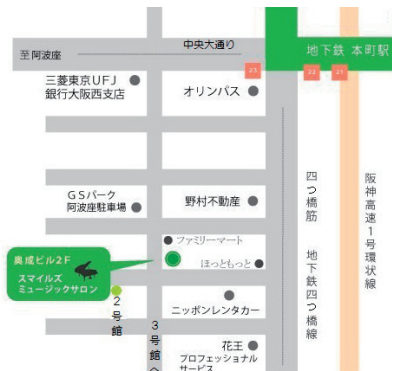 中央大通り
至阿波座
地下鉄 本町駅
23
22
21
三菱東京UFJ
銀行大阪西支店
オリンパス
GSパーク
阿波座駐車場
野村不動産
四つ橋筋 地下鉄四つ橋線
阪神高速1号環状線
ファミリーマート
ほっともっと
奥成ビル2F
スマイルズ
ミュージックサロン
2号館
3号館へ
ニッポンレンタカー
花王
プロフェッショナル
サービス